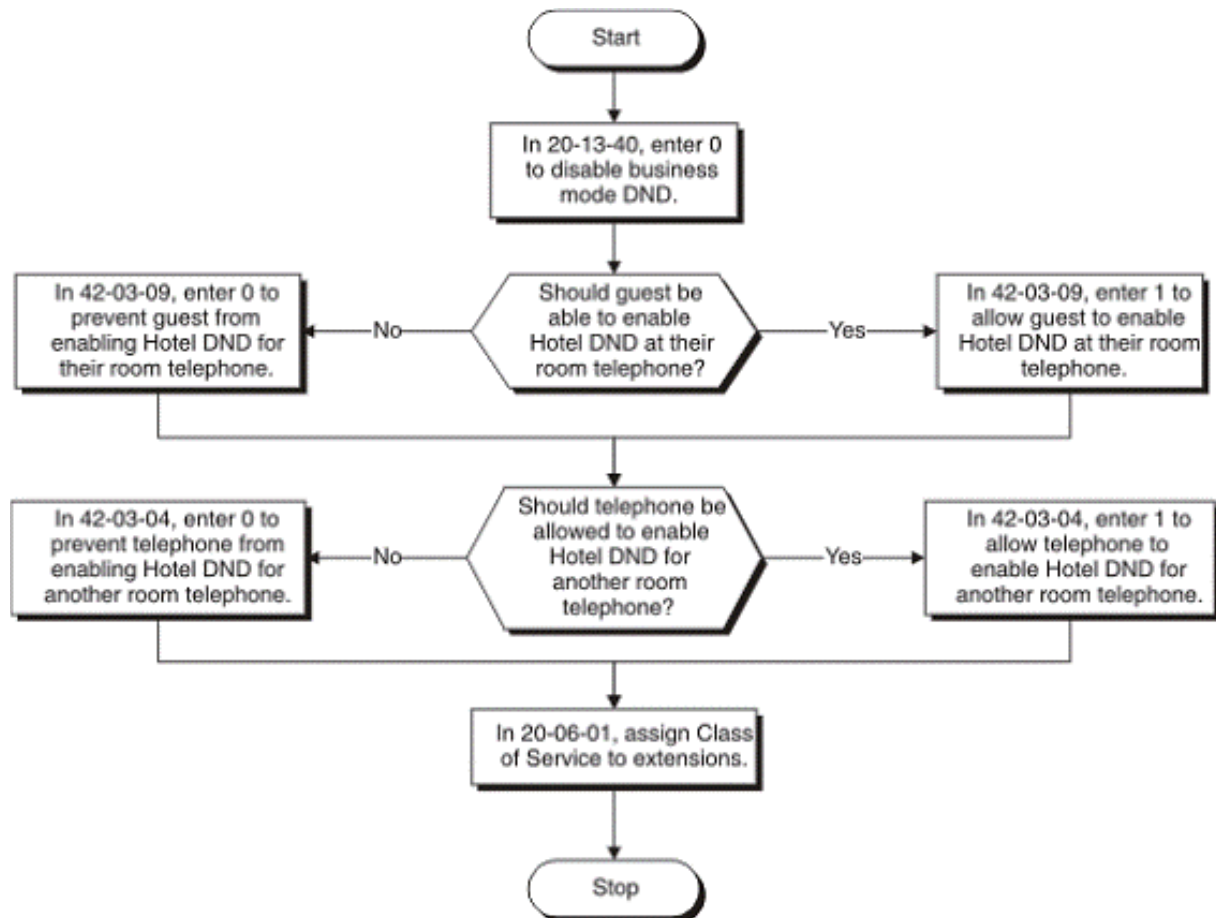 Start
In 20-13-40, enter 0
to disable business
mode DND.
In 42-03-09, enter 0 to
prevent guest from
enabling Hotel DND for
their room telephone.
No
Should guest be
able to enable
Hotel DND at their
room telephone?
Yes
In 42-03-09, enter 1 to
allow guest to enable
Hotel DND at their room
telephone.
In 42-03-04, enter 0 to
prevent telephone from
enabling Hotel DND for
another room telephone.
No
Should telephone be
allowed to enable
Hotel DND for
another room
telephone?
Yes
In 42-03-04, enter 1 to
allow telephone to
enable Hotel DND for
another room telephone.
In 20-06-01, assign Class
of Service to extensions.
Stop